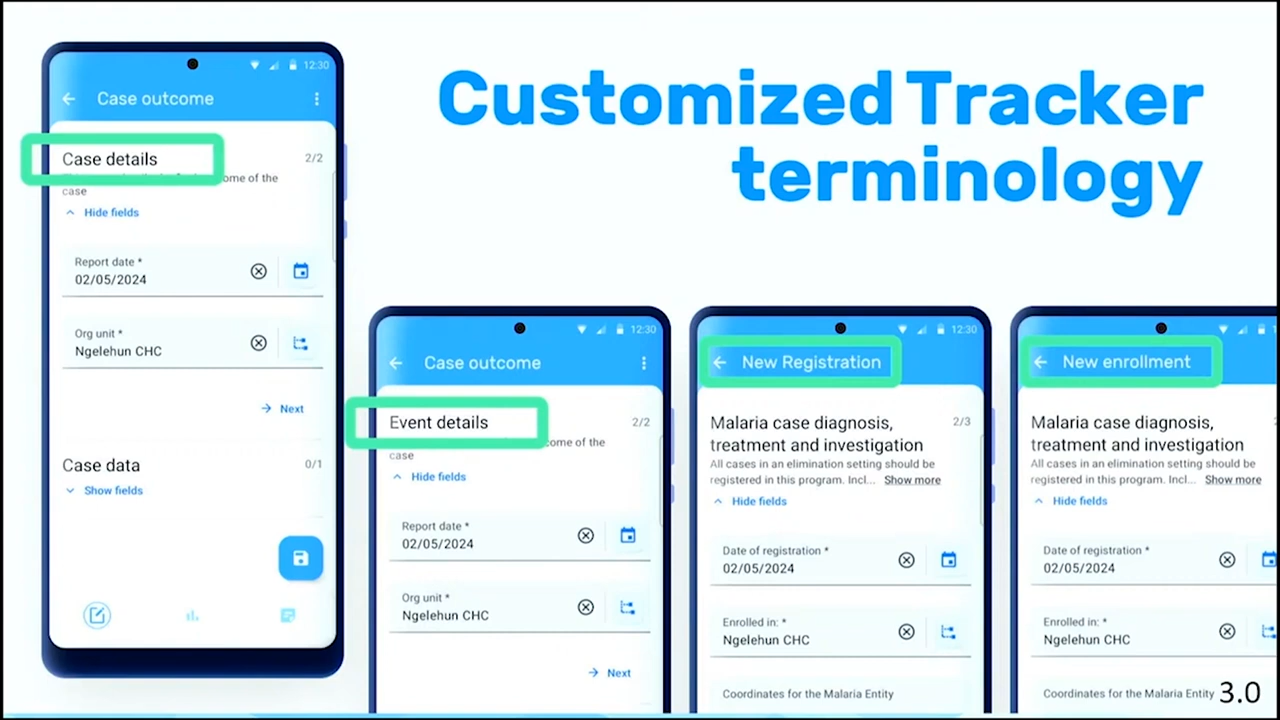 Customized Tracker
terminology
12:30
Case outcome
Case details
2/2
ome of the
case
Hide fields
Report date *
02/05/2024
Org unit *
Ngelehun CHC
Next
Case data
0/1
Show fields
12:30
Case outcome
Event details
2/2
ome of the
case
Hide fields
Report date *
02/05/2024
Org unit *
Ngelehun CHC
Next
12:30
New Registration
Malaria case diagnosis,
treatment and investigation
2/3
All cases in an elimination setting should be
registered in this program. Incl... Show more
Hide fields
Date of registration *
02/05/2024
Enrolled in: *
Ngelehun CHC
Coordinates for the Malaria Entity
New enrollment
Malaria case diagnosis,
treatment and investigation
All cases in an elimination setting should be
registered in this program. Incl... Show more
Hide fields
Date of registration *
02/05/2024
Enrolled in: *
Ngelehun CHC
Coordinates for the Malaria Entity
3.0